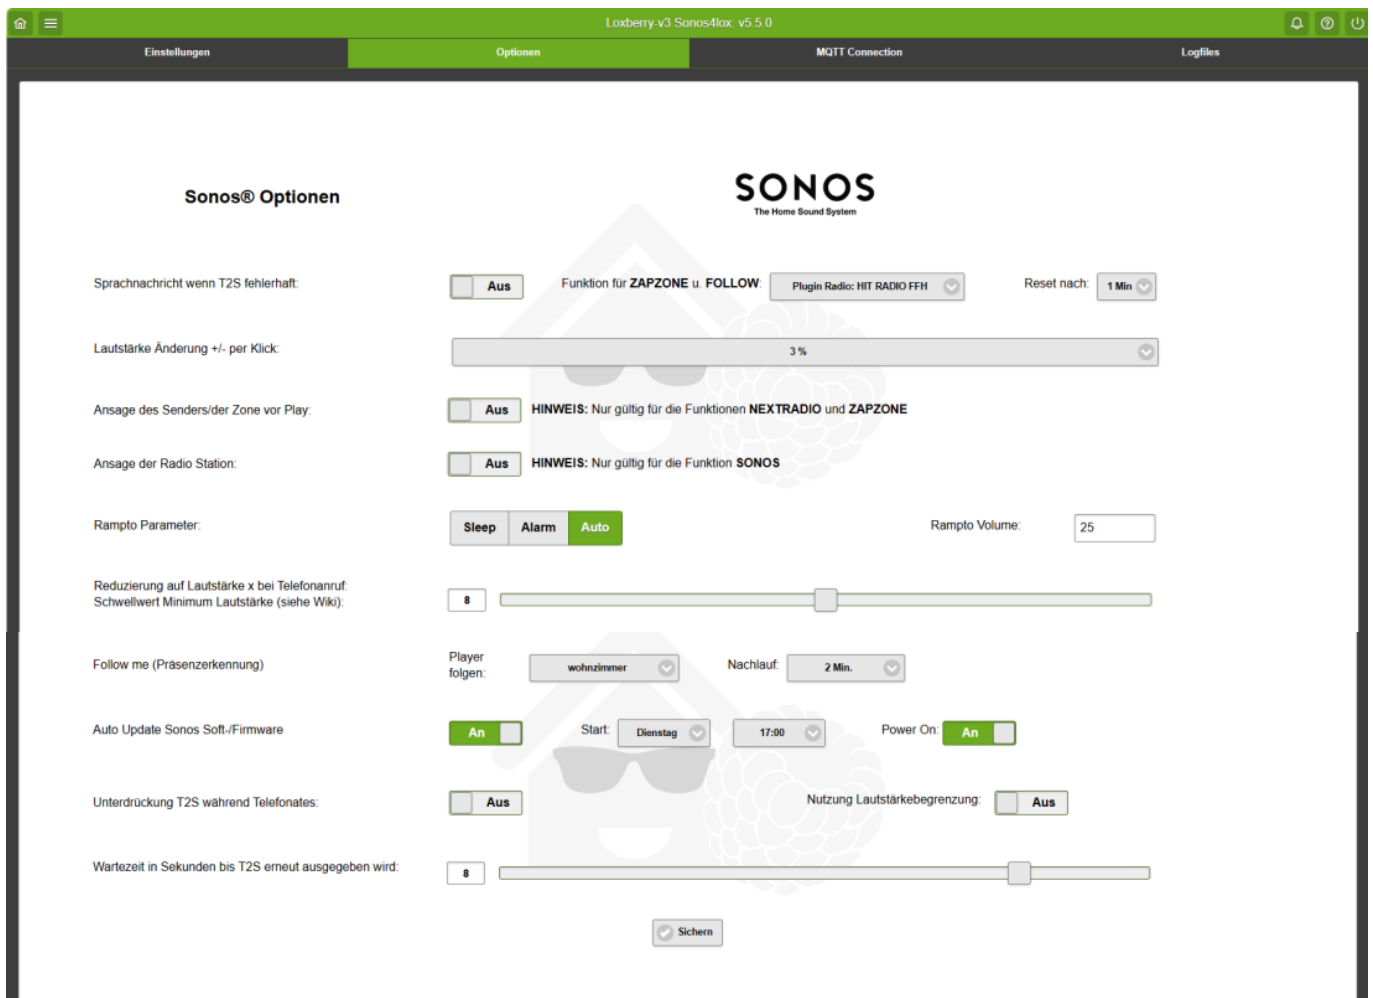 Loxberry-v3 Sonos4lox: v5.5.0
Einstellungen Optionen MQTT Connection Logfiles
Sonos® Optionen
SONOS
The Home Sound System
Sprachnachricht wenn T2S fehlerhaft: Aus Funktion für ZAPZONE u. FOLLOW: Plugin Radio: HIT RADIO FFH Reset nach: 1 Min
Lautstärke Änderung +/- per Klick: 3 %
Ansage des Senders/der Zone vor Play: Aus HINWEIS: Nur gültig für die Funktionen NEXTRADIO und ZAPZONE
Ansage der Radio Station: Aus HINWEIS: Nur gültig für die Funktion SONOS
Rampto Parameter: Sleep Alarm Auto Rampto Volume: 25
Reduzierung auf Lautstärke x bei Telefonanruf:
Schwellwert Minimum Lautstärke (siehe Wiki): 8
Follow me (Präsenzerkennung) Player folgen: wohnzimmer Nachlauf: 2 Min.
Auto Update Sonos Soft-/Firmware An Start: Dienstag 17:00 Power On: An
Unterdrückung T2S während Telefonates: Aus Nutzung Lautstärkebegrenzung: Aus
Wartezeit in Sekunden bis T2S erneut ausgegeben wird: 8
Sichern